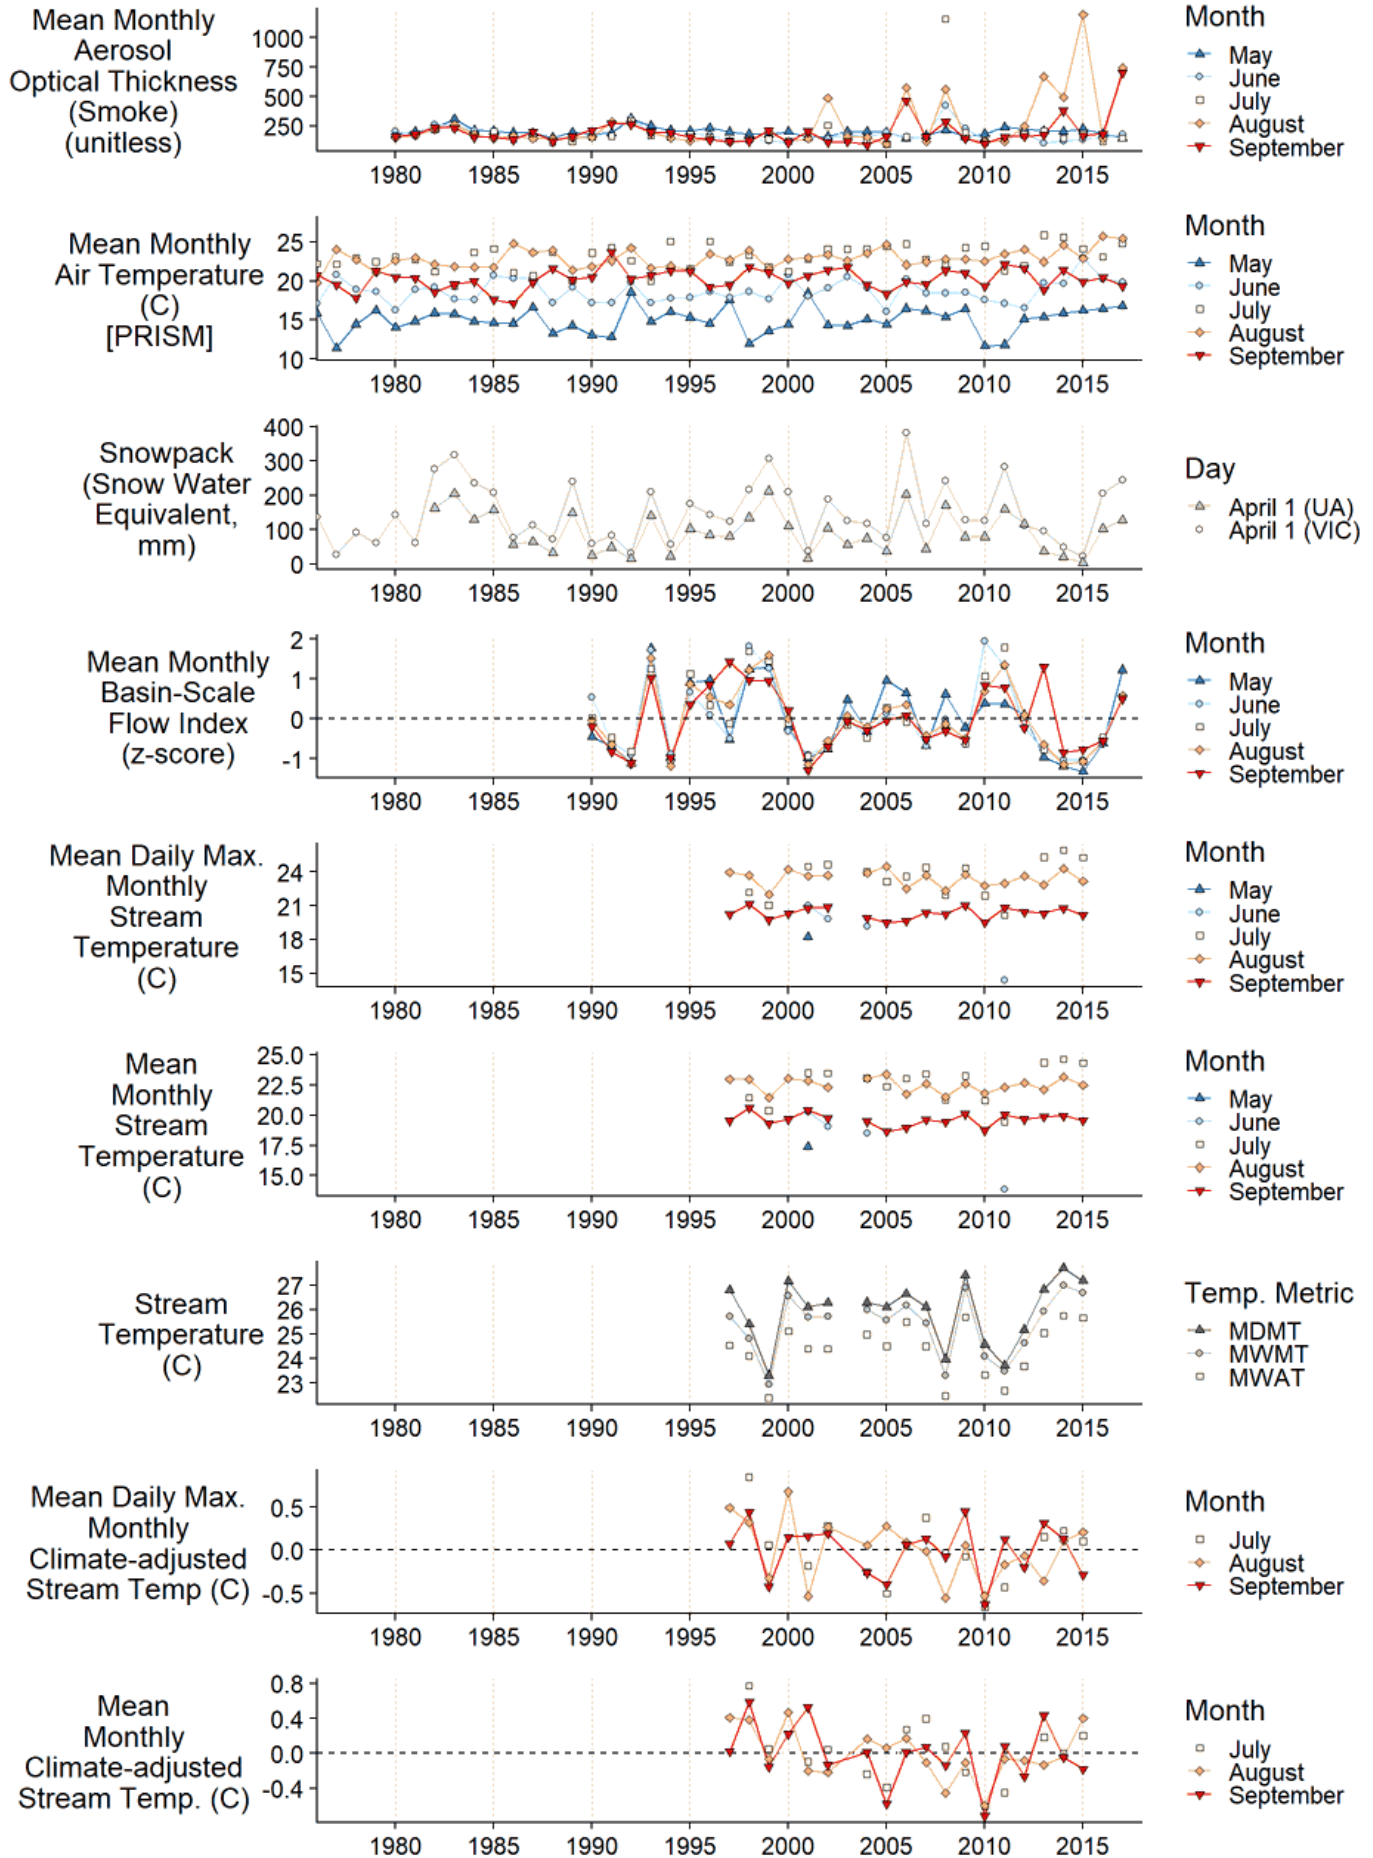 Mean Monthly
Aerosol
Optical Thickness
(Smoke)
(unitless)
1000
750
500
250
1980 1985 1990 1995 2000 2005 2010 2015
Month
May
June
July
August
September
Mean Monthly
Air Temperature
(C)
[PRISM]
25
20
15
10
1980 1985 1990 1995 2000 2005 2010 2015
Month
May
June
July
August
September
Snowpack
(Snow Water
Equivalent,
mm)
400
300
200
100
0
1980 1985 1990 1995 2000 2005 2010 2015
Day
April 1 (UA)
April 1 (VIC)
Mean Monthly
Basin-Scale
Flow Index
(z-score)
2
1
0
-1
1980 1985 1990 1995 2000 2005 2010 2015
Month
May
June
July
August
September
Mean Daily Max.
Monthly
Stream
Temperature
(C)
24
21
18
15
1980 1985 1990 1995 2000 2005 2010 2015
Month
May
June
July
August
September
Mean
Monthly
Stream
Temperature
(C)
25.0
22.5
20.0
17.5
15.0
1980 1985 1990 1995 2000 2005 2010 2015
Month
May
June
July
August
September
Stream
Temperature
(C)
27
26
25
24
23
1980 1985 1990 1995 2000 2005 2010 2015
Temp. Metric
MDMT
MWMT
MWAT
Mean Daily Max.
Monthly
Climate-adjusted
Stream Temp (C)
0.5
0.0
-0.5
1980 1985 1990 1995 2000 2005 2010 2015
Month
July
August
September
Mean
Monthly
Climate-adjusted
Stream Temp. (C)
0.8
0.4
0.0
-0.4
1980 1985 1990 1995 2000 2005 2010 2015
Month
July
August
September